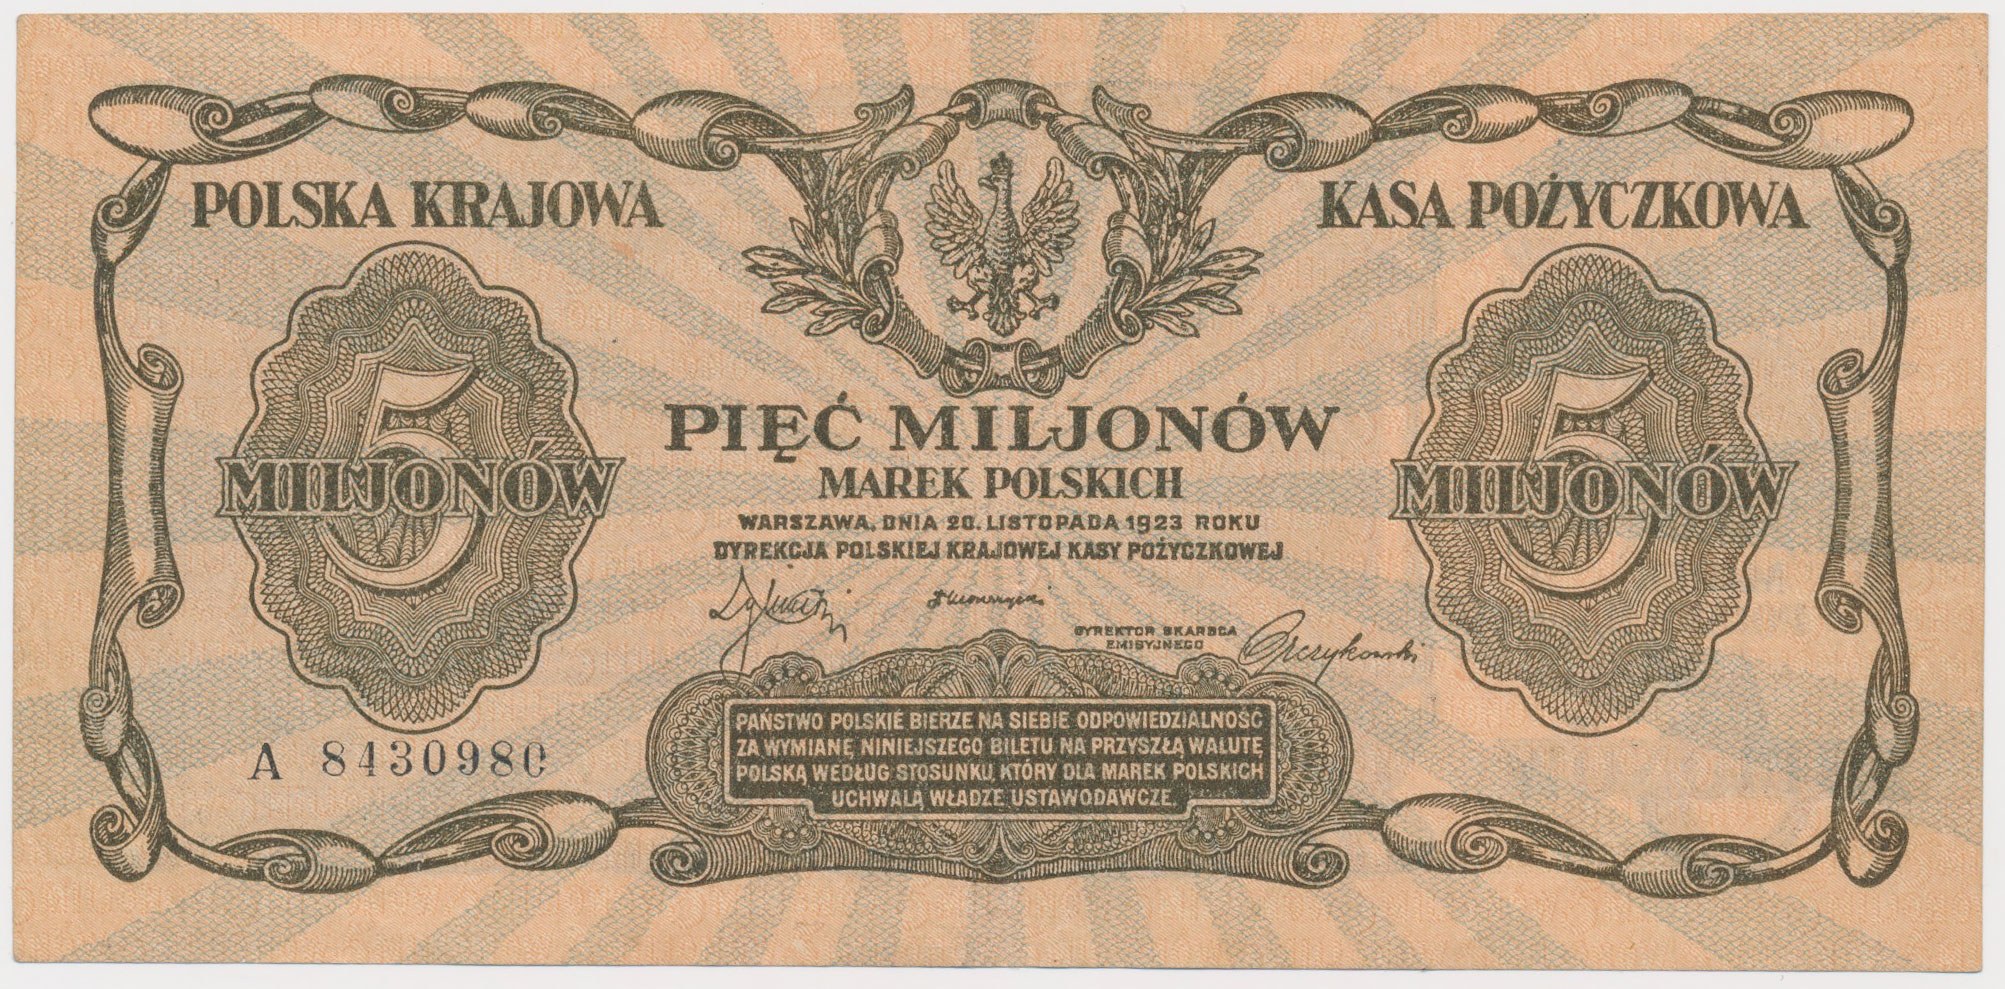 POLSKA KRAJOWA
KASA POŻYCZKOWA
5
MILJONÓW
5
MILJONÓW
PIĘĆ MILJONÓW
MAREK POLSKICH
WARSZAWA, DNIA 20. LISTOPADA 1923 ROKU
DYREKCJA POLSKIEJ KRAJOWEJ KASY POŻYCZKOWEJ
DYREKTOR SKARBCA
EMISYJNEGO
Orczykowski
PAŃSTWO POLSKIE BIERZE NA SIEBIE ODPOWIEDZIALNOŚĆ
ZA WYMIANĘ NINIEJSZEGO BILETU NA PRZYSZŁĄ WALUTĘ
POLSKĄ WEDŁUG STOSUNKU, KTÓRY DLA MAREK POLSKICH
UCHWALĄ WŁADZE USTAWODAWCZE.
A 8430980